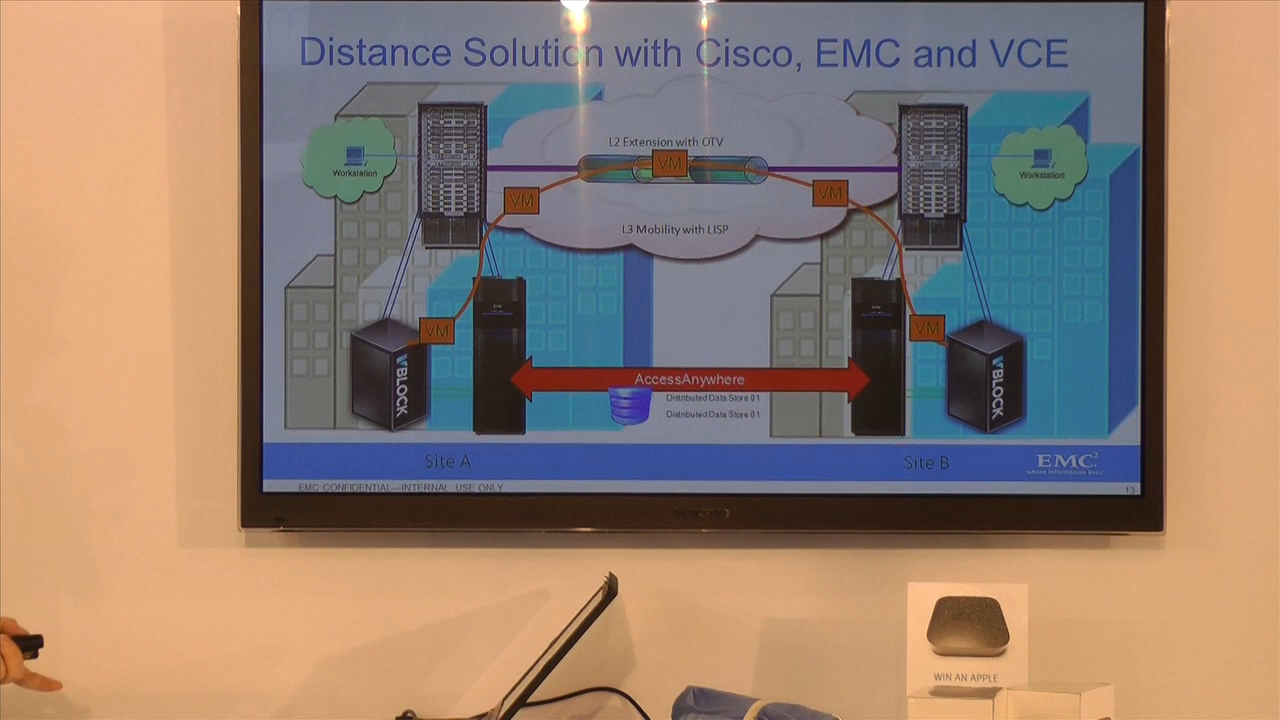 Distance Solution with Cisco, EMC and VCE
L2 Extension with OTV
VM
Workstation
Workstation
VM
VM
L3 Mobility with LISP
VM
VM
VBLOCK
VBLOCK
AccessAnywhere
Distributed Data Store 01
Distributed Data Store 01
Site A
Site B
EMC²
where information lives®
EMC CONFIDENTIAL—INTERNAL USE ONLY
13
WIN AN APPLE